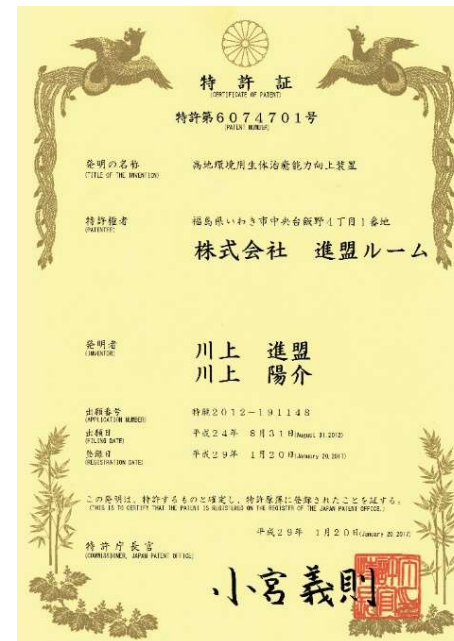 特許証
(CERTIFICATE OF PATENT)
特許第6074701号
(PATENT NUMBER)
発明の名称
(TITLE OF THE INVENTION)
高地環境用生体治癒能力向上装置
特許権者
(PATENTEE)
福島県いわき市中央台飯野4丁目1番地
株式会社 進盟ルーム
発明者
(INVENTOR)
川上 進盟
川上 陽介
出願番号
(APPLICATION NUMBER)
特願2012-191148
出願日
(FILING DATE)
平成24年 8月31日(August 31,2012)
登録日
(REGISTRATION DATE)
平成29年 1月20日(January 20,2017)
この発明は、特許するものと確定し、特許原簿に登録されたことを証する。
(THIS IS TO CERTIFY THAT THE PATENT IS REGISTERED ON THE REGISTER OF THE JAPAN PATENT OFFICE.)
平成29年 1月20日(January 20,2017)
特許庁長官
(COMMISSIONER, JAPAN PATENT OFFICE)
小宮義則